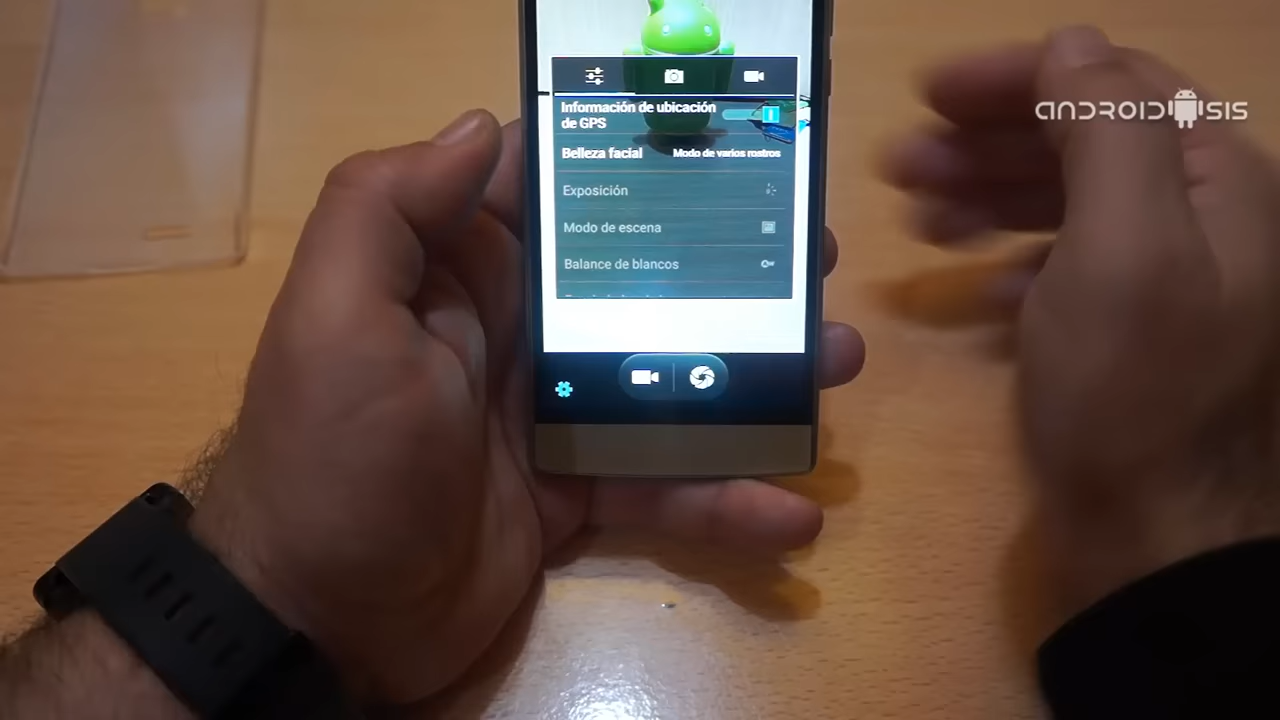 Información de ubicación
de GPS
Belleza facial
Modo de varios rostros
Exposición
Modo de escena
Balance de blancos
ANDROIDSIS